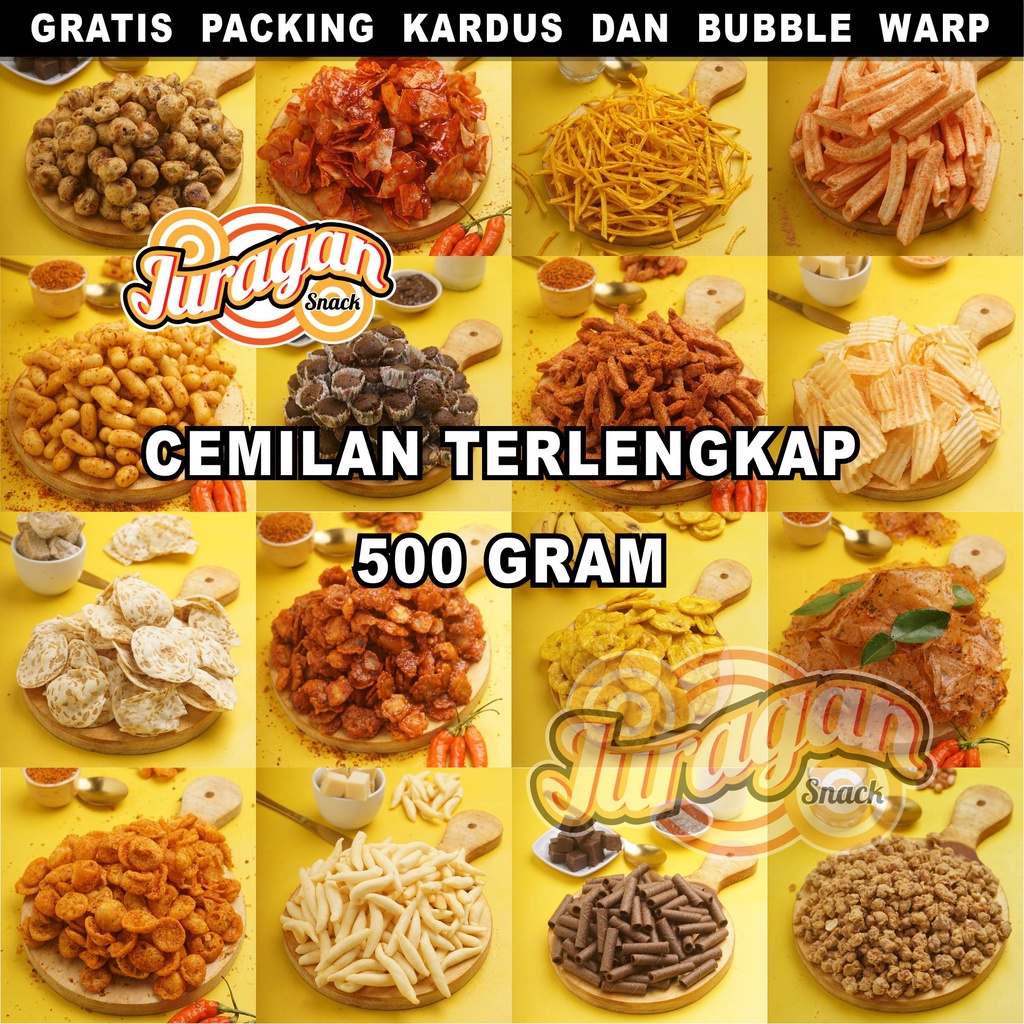 GRATIS PACKING KARDUS DAN BUBBLE WARP
Juragan
Snack
CEMILAN TERLENGKAP
500 GRAM
Juragan
Snack